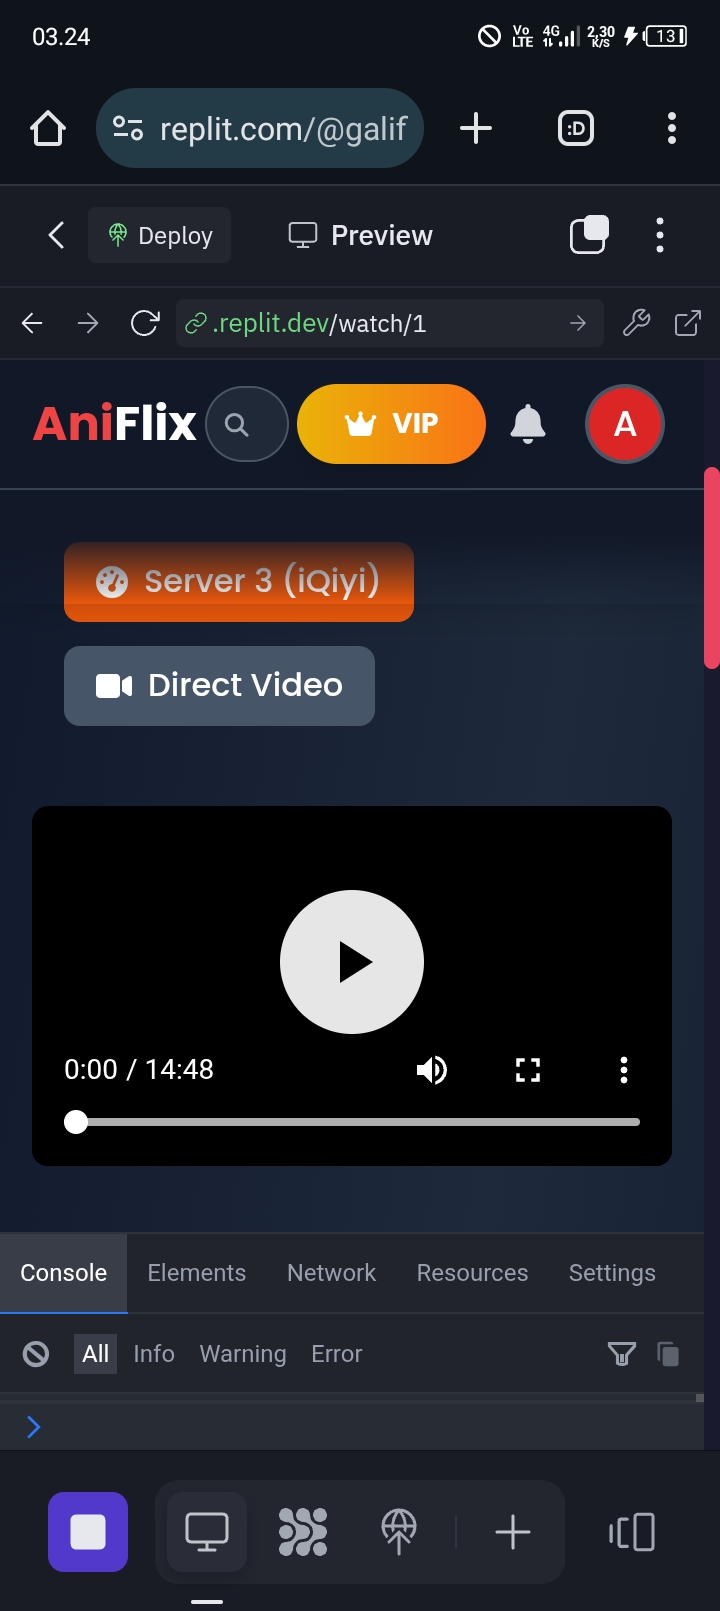 03.24
Vo LTE 4G 2,30 K/S 13
replit.com/@galif
:D
Deploy
Preview
.replit.dev/watch/1
AniFlix
VIP
A
Server 3 (iQiyi)
Direct Video
0:00 / 14:48
Console Elements Network Resources Settings
All Info Warning Error